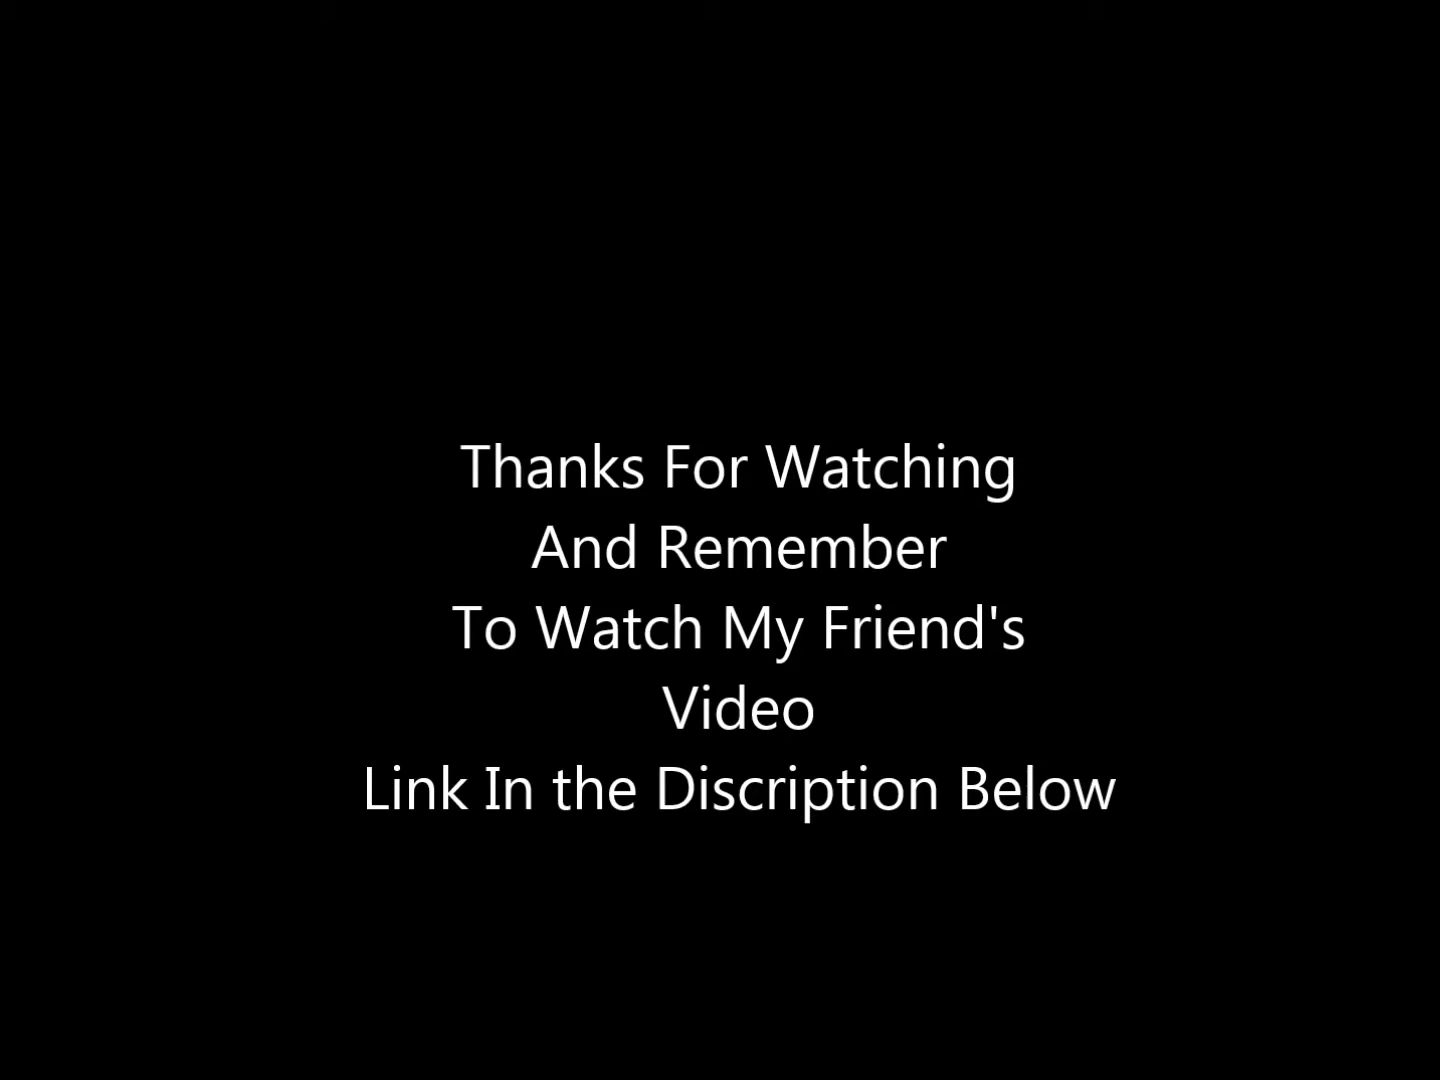 Thanks For Watching
And Remember
To Watch My Friend's
Video
Link In the Discription Below